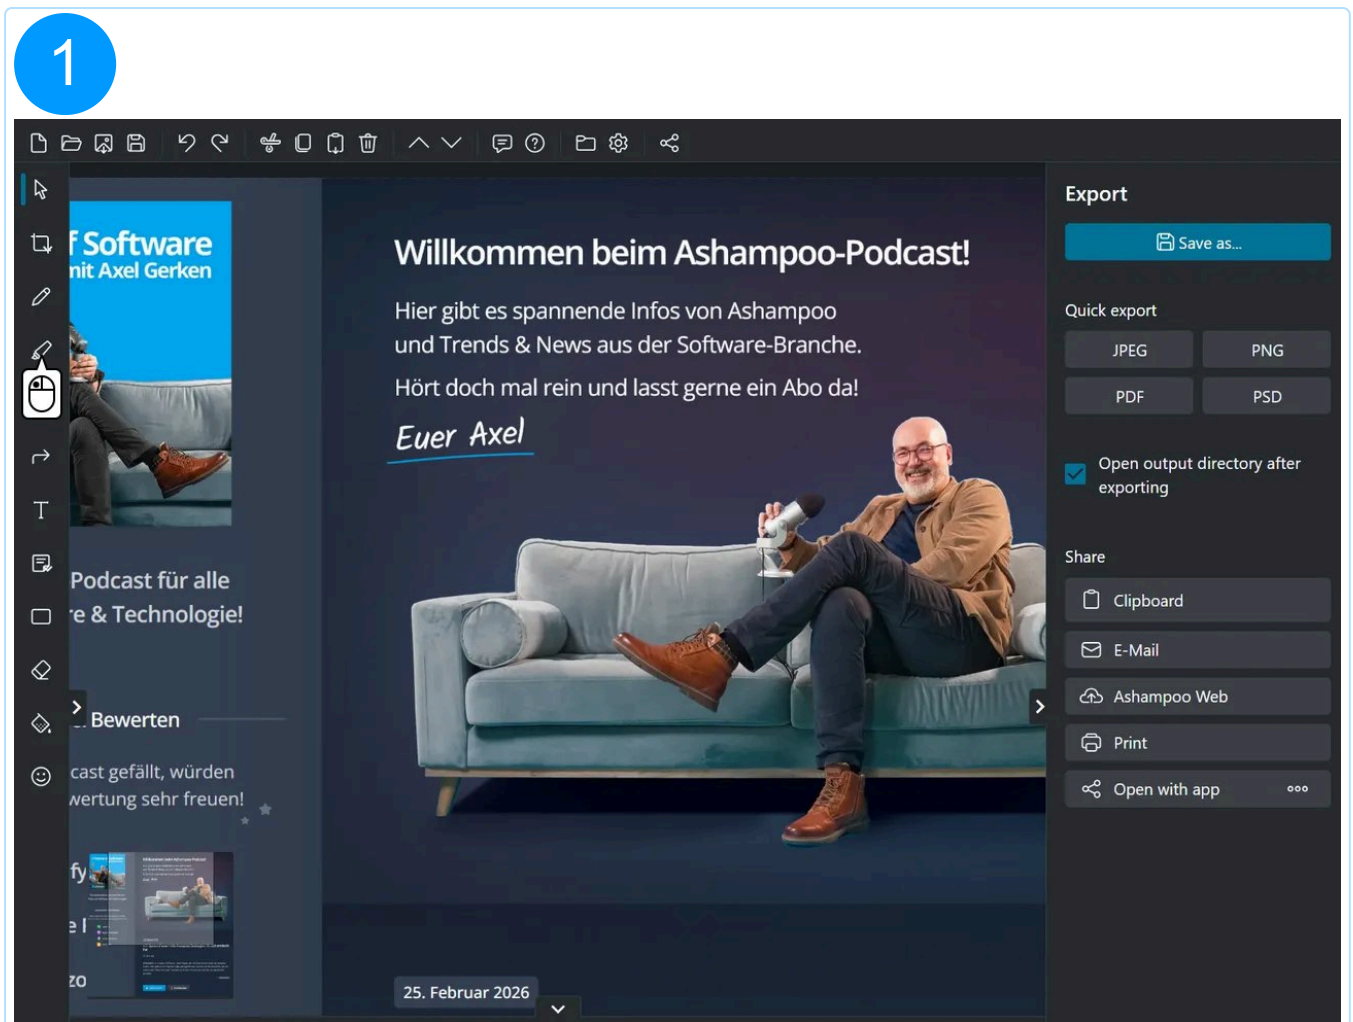 1
Export
Save as...
Quick export
JPEG PNG
PDF PSD
Open output directory after
exporting
Share
Clipboard
E-Mail
Ashampoo Web
Print
Open with app
f Software
mit Axel Gerken
Podcast für alle
re & Technologie!
Bewerten
cast gefällt, würden
wertung sehr freuen!
fy
zo
Willkommen beim Ashampoo-Podcast!
Hier gibt es spannende Infos von Ashampoo
und Trends & News aus der Software-Branche.
Hört doch mal rein und lasst gerne ein Abo da!
Euer Axel
25. Februar 2026